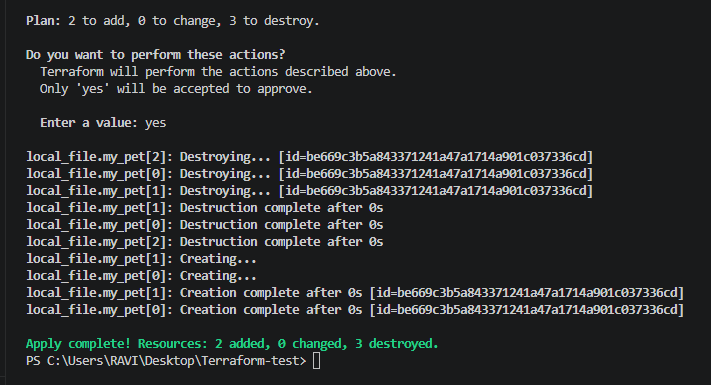 Plan: 2 to add, 0 to change, 3 to destroy.
Do you want to perform these actions?
Terraform will perform the actions described above.
Only 'yes' will be accepted to approve.
Enter a value: yes
local_file.my_pet[2]: Destroying... [id=be669c3b5a843371241a47a1714a901c037336cd]
local_file.my_pet[0]: Destroying... [id=be669c3b5a843371241a47a1714a901c037336cd]
local_file.my_pet[1]: Destroying... [id=be669c3b5a843371241a47a1714a901c037336cd]
local_file.my_pet[1]: Destruction complete after 0s
local_file.my_pet[0]: Destruction complete after 0s
local_file.my_pet[2]: Destruction complete after 0s
local_file.my_pet[1]: Creating...
local_file.my_pet[0]: Creating...
local_file.my_pet[1]: Creation complete after 0s [id=be669c3b5a843371241a47a1714a901c037336cd]
local_file.my_pet[0]: Creation complete after 0s [id=be669c3b5a843371241a47a1714a901c037336cd]
Apply complete! Resources: 2 added, 0 changed, 3 destroyed.
PS C:\Users\RAVI\Desktop\Terraform-test>